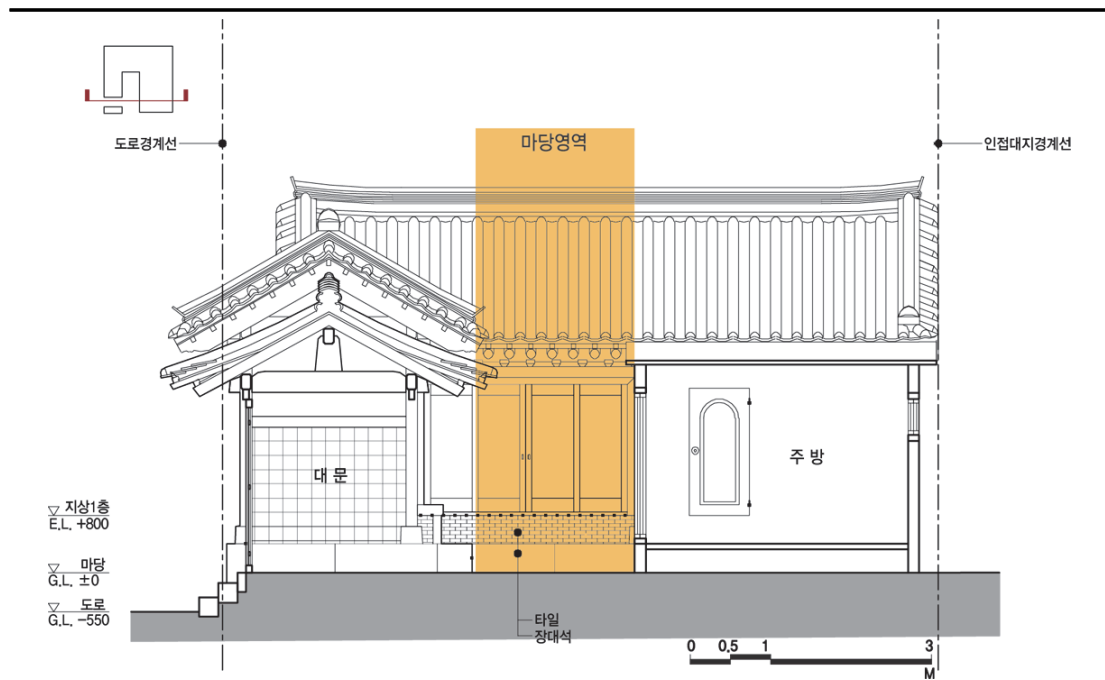 도로경계선
마당영역
인접대지경계선
대 문
주 방
▽ 지상1층
E.L. +800
▽ 마당
G.L. ±0
▽ 도로
G.L. -550
타일
장대석
0 0.5 1 3
M